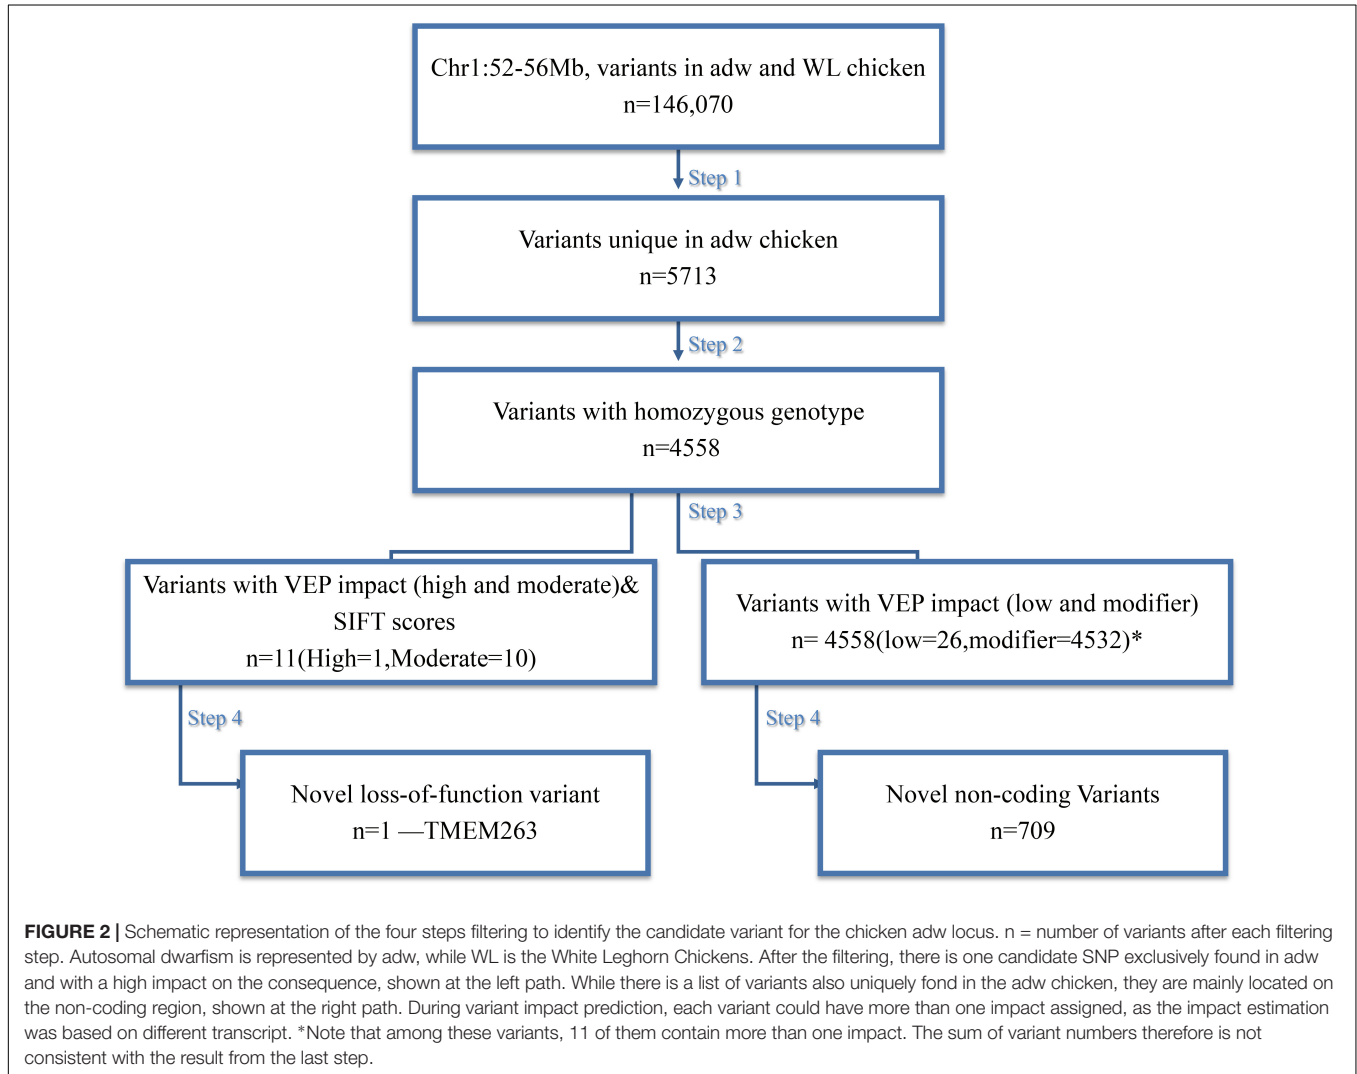 Chr1:52-56Mb, variants in adw and WL chicken
n=146,070
Step 1
Variants unique in adw chicken
n=5713
Step 2
Variants with homozygous genotype
n=4558
Step 3
Variants with VEP impact (high and moderate)&
SIFT scores
n=11(High=1,Moderate=10)
Variants with VEP impact (low and modifier)
n= 4558(low=26,modifier=4532)*
Step 4
Step 4
Novel loss-of-function variant
n=1 —TMEM263
Novel non-coding Variants
n=709
FIGURE 2 | Schematic representation of the four steps filtering to identify the candidate variant for the chicken adw locus. n = number of variants after each filtering
step. Autosomal dwarfism is represented by adw, while WL is the White Leghorn Chickens. After the filtering, there is one candidate SNP exclusively found in adw
and with a high impact on the consequence, shown at the left path. While there is a list of variants also uniquely fond in the adw chicken, they are mainly located on
the non-coding region, shown at the right path. During variant impact prediction, each variant could have more than one impact assigned, as the impact estimation
was based on different transcript. *Note that among these variants, 11 of them contain more than one impact. The sum of variant numbers therefore is not
consistent with the result from the last step.